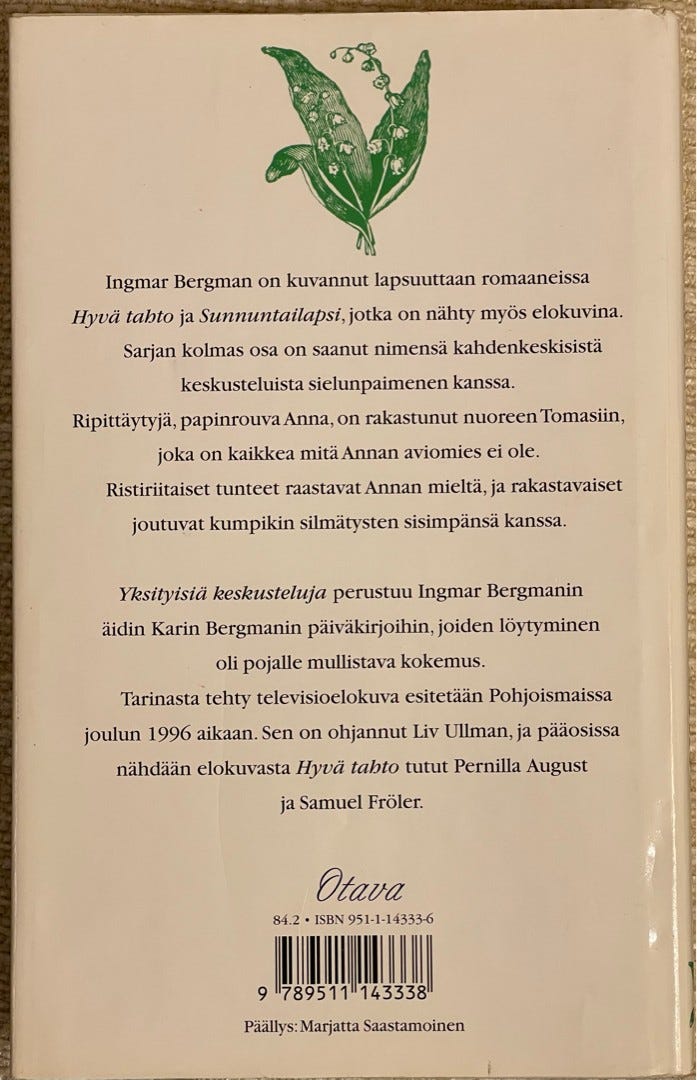 Ingmar Bergman on kuvannut lapsuuttaan romaaneissa
Hyvä tahto ja Sunnuntailapsi, jotka on nähty myös elokuvina.
Sarjan kolmas osa on saanut nimensä kahdenkeskisistä
keskusteluista sielunpaimenen kanssa.
Ripittäytyjä, papinrouva Anna, on rakastunut nuoreen Tomasiin,
joka on kaikkea mitä Annan aviomies ei ole.
Ristiriitaiset tunteet raastavat Annan mieltä, ja rakastavaiset
joutuvat kumpikin silmätysten sisimpänsä kanssa.
Yksityisiä keskusteluja perustuu Ingmar Bergmanin
äidin Karin Bergmanin päiväkirjoihin, joiden löytyminen
oli pojalle mullistava kokemus.
Tarinasta tehty televisioelokuva esitetään Pohjoismaissa
joulun 1996 aikaan. Sen on ohjannut Liv Ullman, ja pääosissa
nähdään elokuvasta Hyvä tahto tutut Pernilla August
ja Samuel Fröler.
Otava
84.2 • ISBN 951-1-14333-6
9 789511 143338
Päällys: Marjatta Saastamoinen